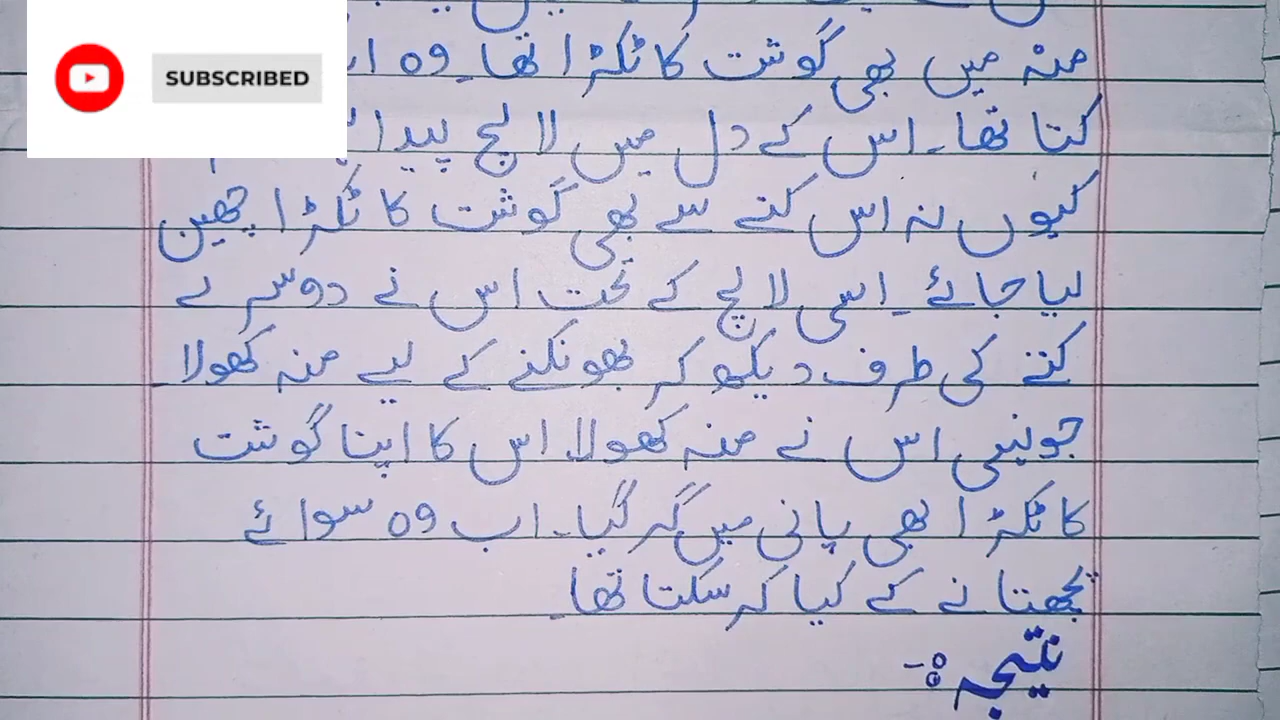 SUBSCRIBED
منہ میں بھی گوشت کا ٹکڑا تھا۔ وہ
کتا تھا۔ اس کے دل میں لالچ پیدا
کیوں نہ اس کتے سے بھی گوشت کا ٹکڑا چھین
لیا جائے۔ اسی لالچ کے تحت اس نے دوسرے
کتے کی طرف دیکھ کر بھونکنے کے لیے منہ کھولا
جونہی اس نے منہ کھولا اس کا اپنا گوشت
کا ٹکڑا بھی پانی میں گر گیا۔ اب وہ سوائے
پچھتانے کے کیا کر سکتا تھا۔
نتیجہ:-